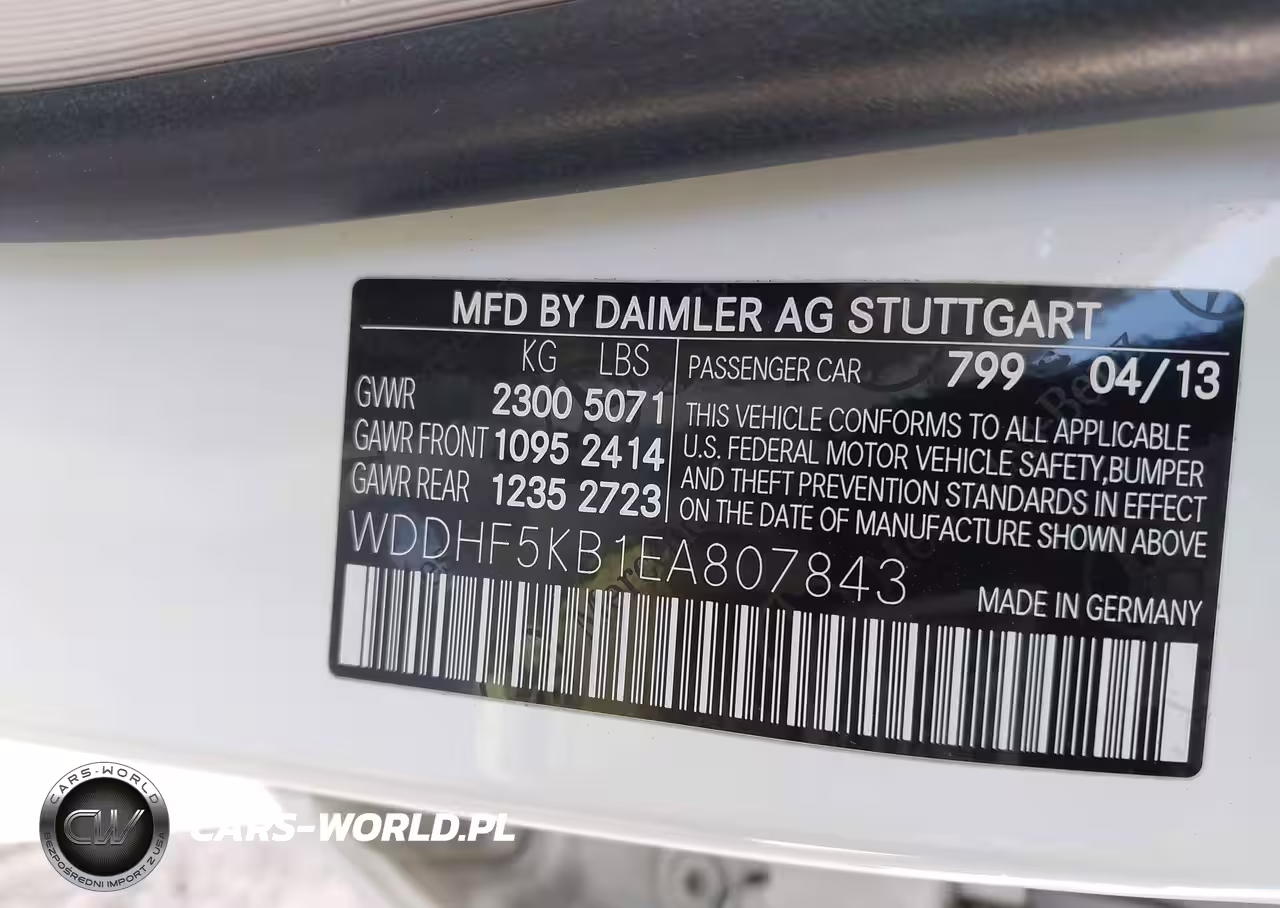 MFD BY DAIMLER AG STUTTGART
KG LBS
GVWR 2300 5071
GAWR FRONT 1095 2414
GAWR REAR 1235 2723
PASSENGER CAR 799 04/13
THIS VEHICLE CONFORMS TO ALL APPLICABLE
U.S. FEDERAL MOTOR VEHICLE SAFETY,BUMPER
AND THEFT PREVENTION STANDARDS IN EFFECT
ON THE DATE OF MANUFACTURE SHOWN ABOVE
WDDHF5KB1EA807843
MADE IN GERMANY
CARS-WORLD
CW
BEZPOŚREDNI IMPORT Z USA
CARS-WORLD.PL